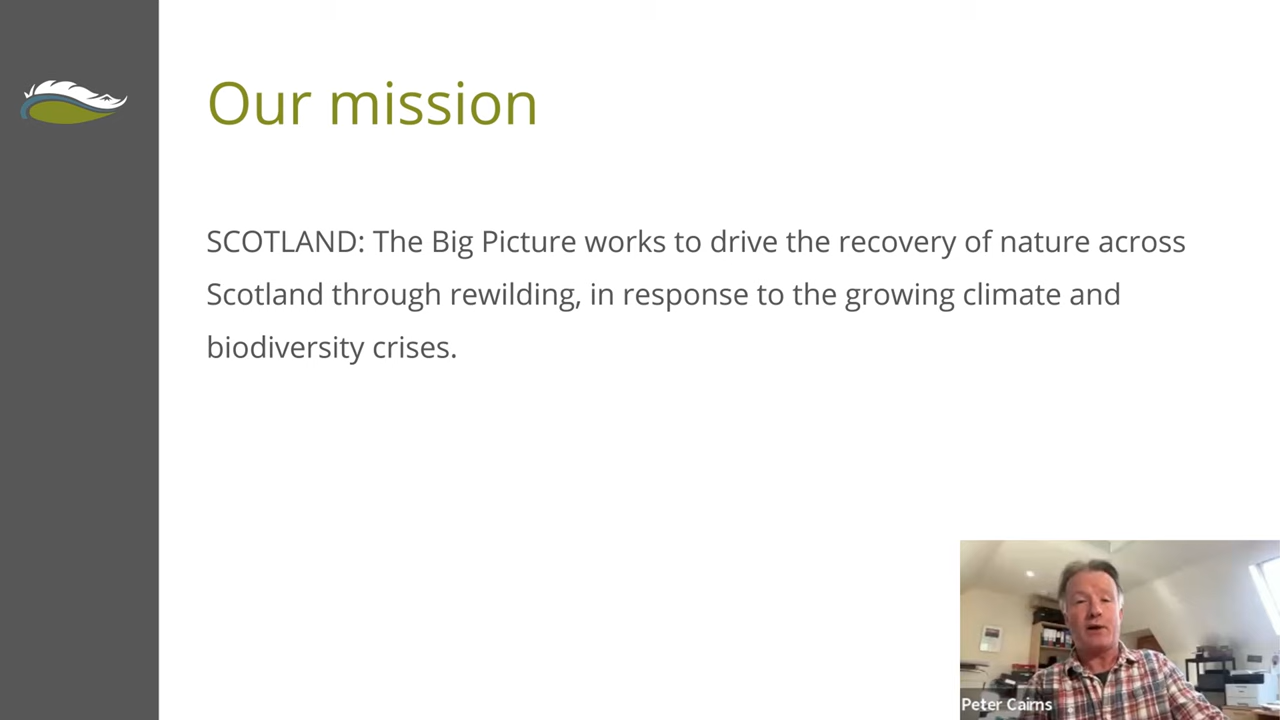 Our mission
SCOTLAND: The Big Picture works to drive the recovery of nature across
Scotland through rewilding, in response to the growing climate and
biodiversity crises.
Peter Cairns